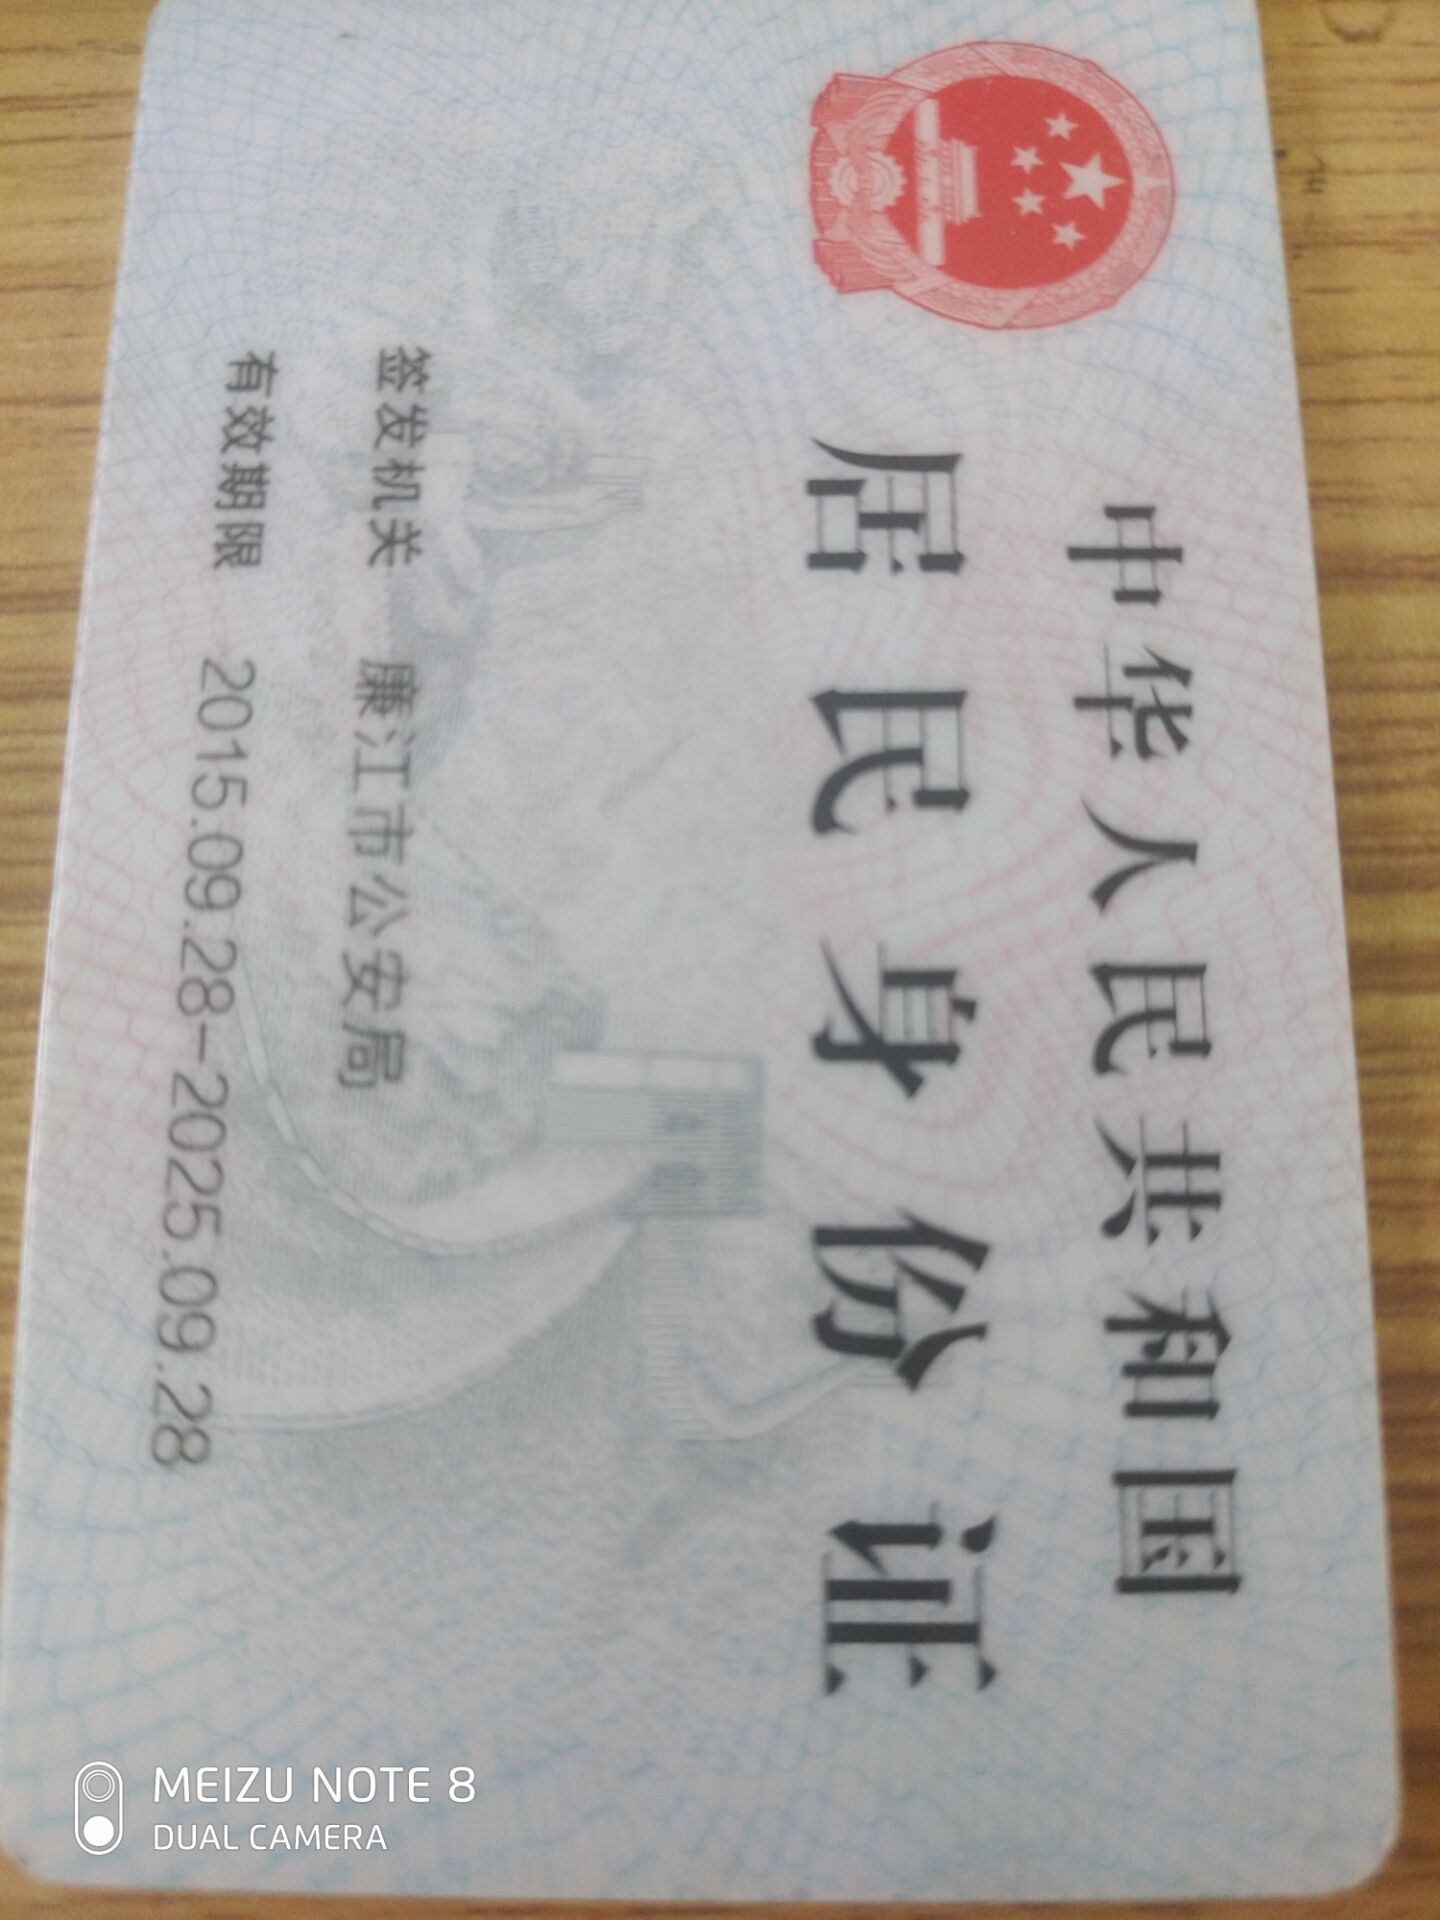 中华人民共和国
居民身份证
签发机关 廉江市公安局
有效期限 2015.09.28-2025.09.28
MEIZU NOTE 8
DUAL CAMERA